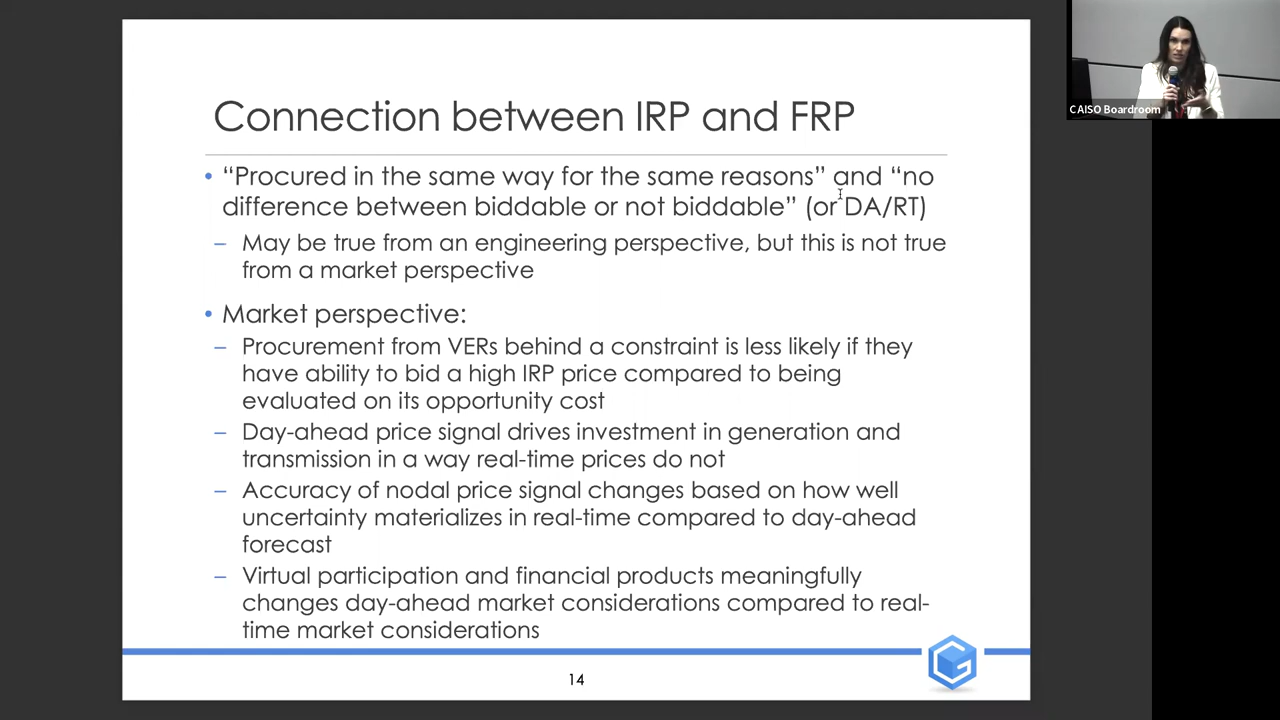 Connection between IRP and FRP
• “Procured in the same way for the same reasons” and “no
difference between biddable or not biddable” (or DA/RT)
– May be true from an engineering perspective, but this is not true
from a market perspective
• Market perspective:
– Procurement from VERs behind a constraint is less likely if they
have ability to bid a high IRP price compared to being
evaluated on its opportunity cost
– Day-ahead price signal drives investment in generation and
transmission in a way real-time prices do not
– Accuracy of nodal price signal changes based on how well
uncertainty materializes in real-time compared to day-ahead
forecast
– Virtual participation and financial products meaningfully
changes day-ahead market considerations compared to real-
time market considerations
14
CAISO Boardroom